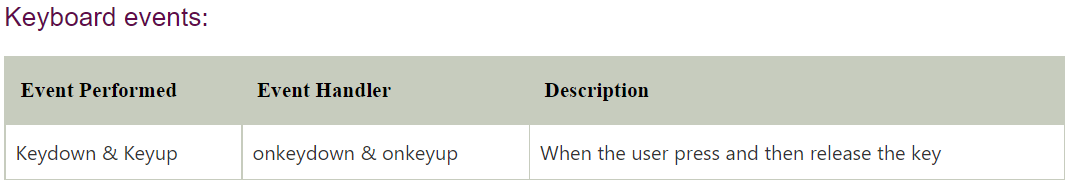 Keyboard events:
Event Performed Event Handler Description
Keydown & Keyup onkeydown & onkeyup When the user press and then release the key